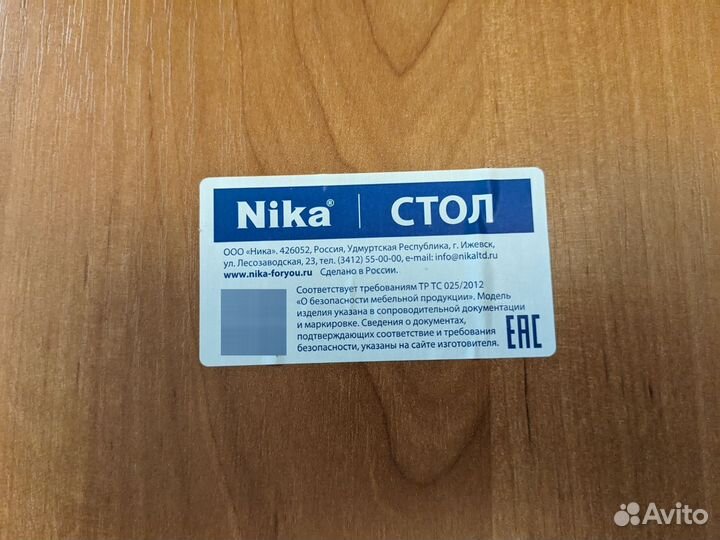 Nika® | СТОЛ
ООО «Ника». 426052, Россия, Удмуртская Республика, г. Ижевск,
ул. Лесозаводская, 23, тел. (3412) 55-00-00, e-mail: info@nikaltd.ru
www.nika-foryou.ru Сделано в России.
Соответствует требованиям ТР ТС 025/2012
«О безопасности мебельной продукции». Модель
изделия указана в сопроводительной документации
и маркировке. Сведения о документах,
подтверждающих соответствие и требования
безопасности, указаны на сайте изготовителя.
EAC
Avito